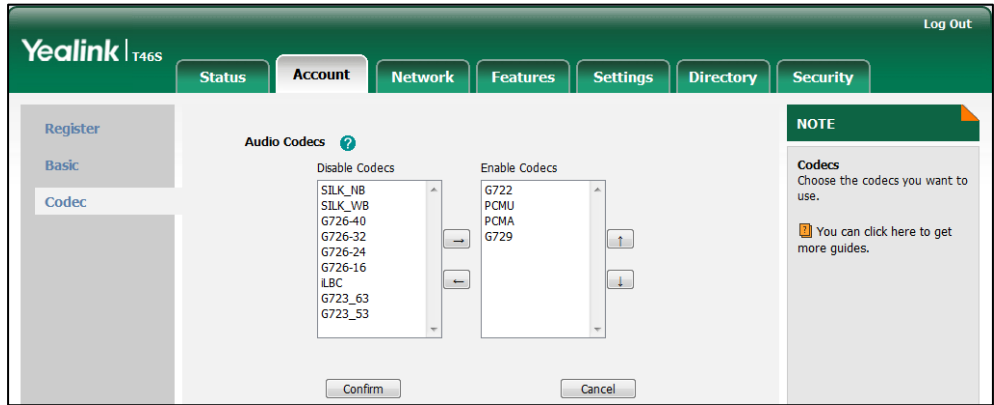 Log Out
Yealink | T46S
Status Account Network Features Settings Directory Security
Register
Basic
Codec
Audio Codecs ?
Disable Codecs
SILK_NB
SILK_WB
G726-40
G726-32
G726-24
G726-16
iLBC
G723_63
G723_53
→
←
Enable Codecs
G722
PCMU
PCMA
G729
↑
↓
Confirm Cancel
NOTE
Codecs
Choose the codecs you want to
use.
? You can click here to get
more guides.